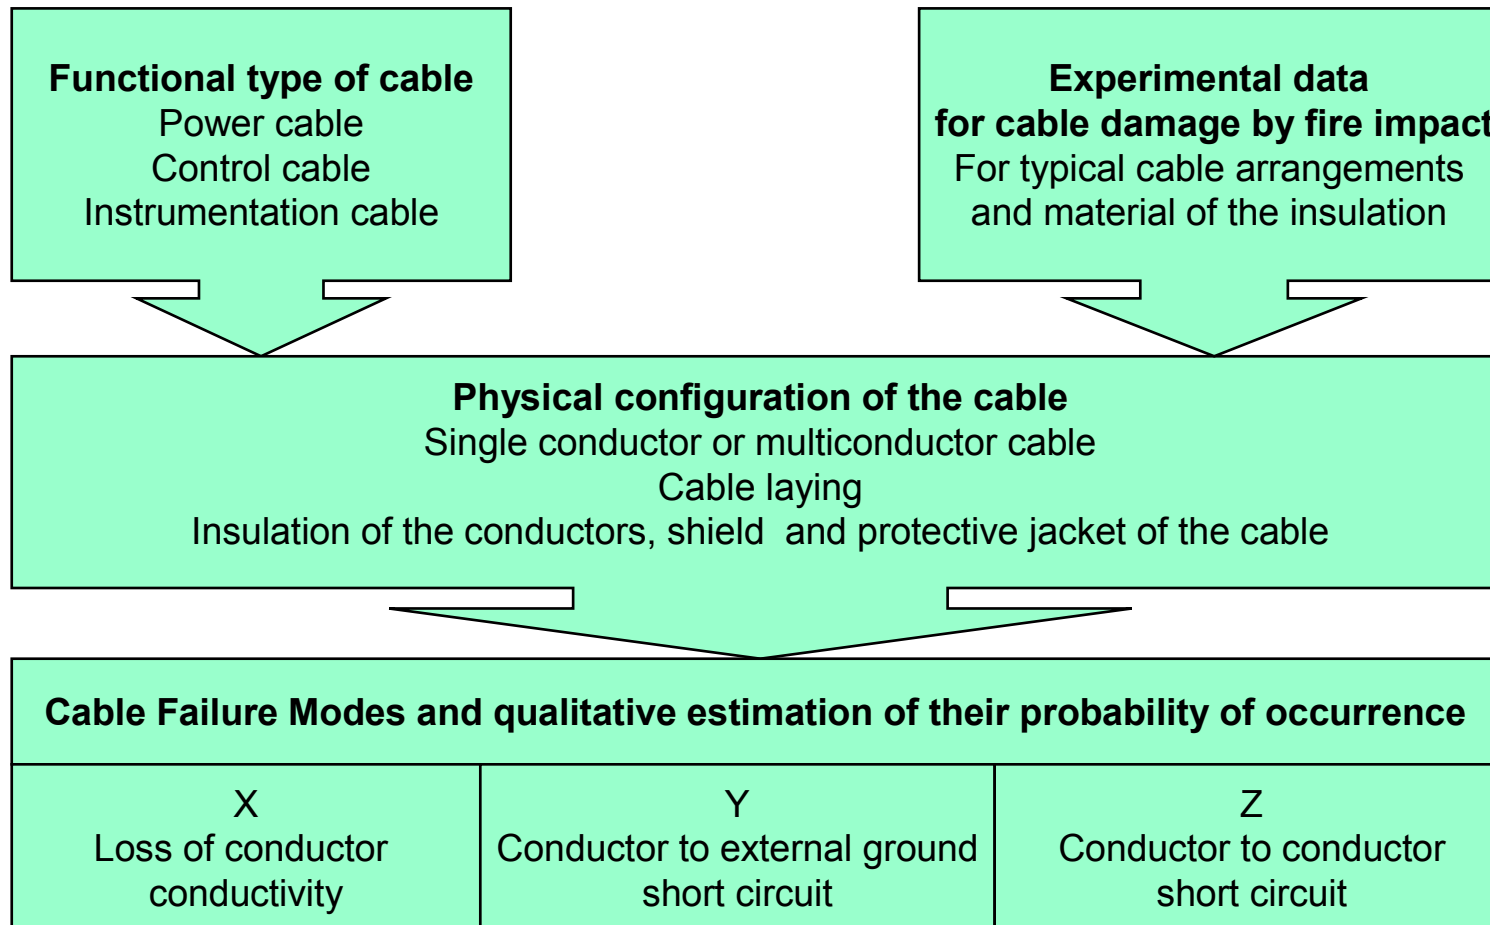 Functional type of cable
Power cable
Control cable
Instrumentation cable
Experimental data
for cable damage by fire impact
For typical cable arrangements
and material of the insulation
Physical configuration of the cable
Single conductor or multiconductor cable
Cable laying
Insulation of the conductors, shield  and protective jacket of the cable
Cable Failure Modes and qualitative estimation of their probability of occurrence
X
Loss of conductor
conductivity
Y
Conductor to external ground
short circuit
Z
Conductor to conductor
short circuit